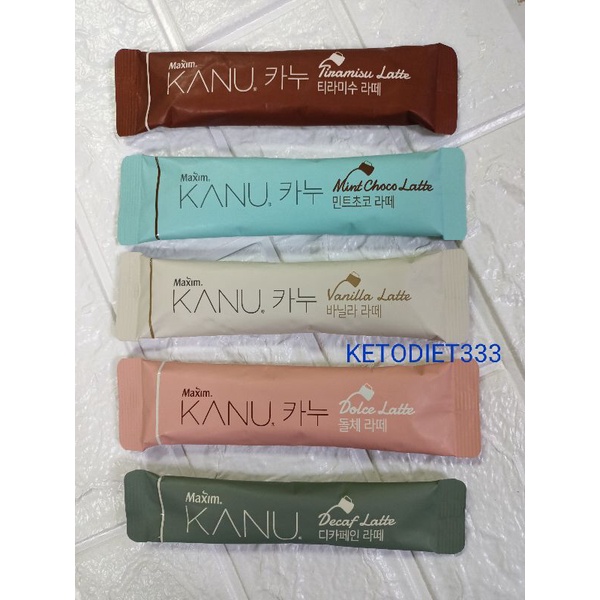 Maxim.
KANU® 카누
Tiramisu Latte
티라미수 라떼
Maxim.
KANU® 카누
Mint Choco Latte
민트초코 라떼
Maxim.
KANU® 카누
Vanilla Latte
바닐라 라떼
KETODIET333
Maxim.
KANU® 카누
Dolce Latte
돌체 라떼
Maxim.
KANU®
Decaf Latte
디카페인 라떼